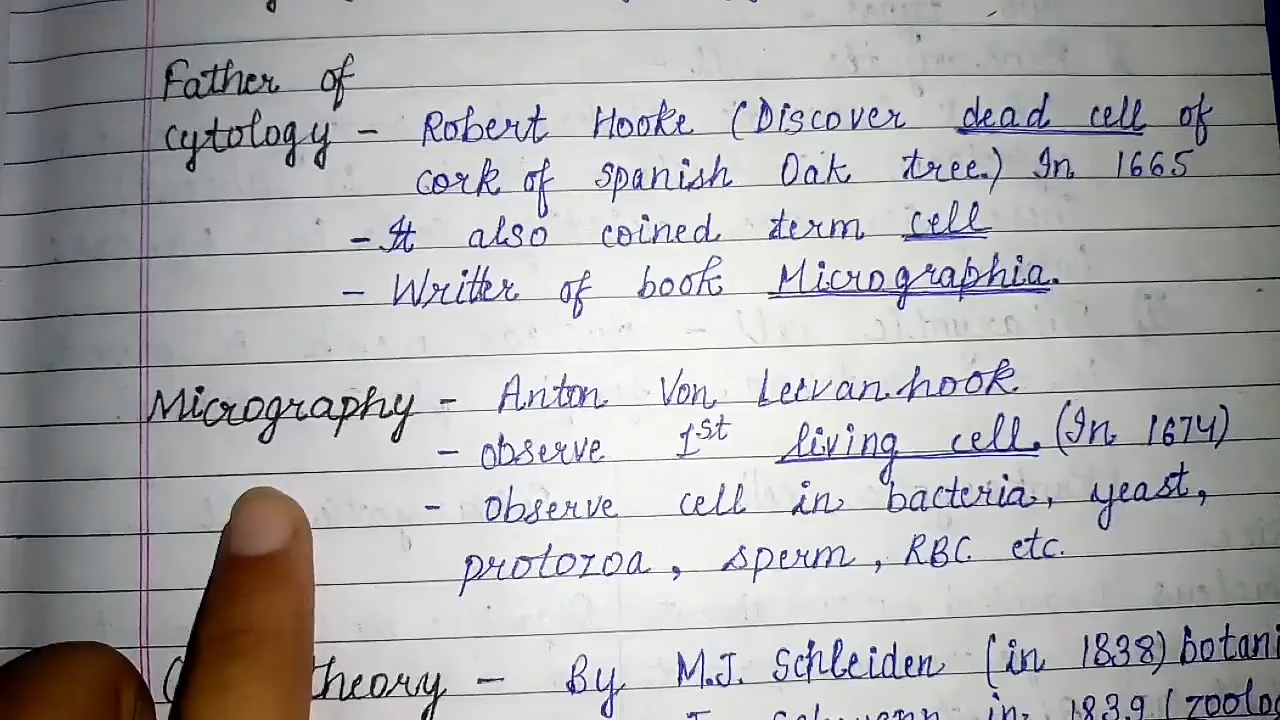 Father of
cytology - Robert Hooke (Discover dead cell of
cork of spanish Oak tree.) In 1665
- It also coined term cell
- Writter of book Micrographia.
Micrography - Anton Von Leevanhook
- observe 1st living cell. (In 1674)
- observe cell in bacteria, yeast,
protozoa, sperm, RBC etc.
theory - By M.J. Schleiden (in 1838) botani
in 1839 (zoolo